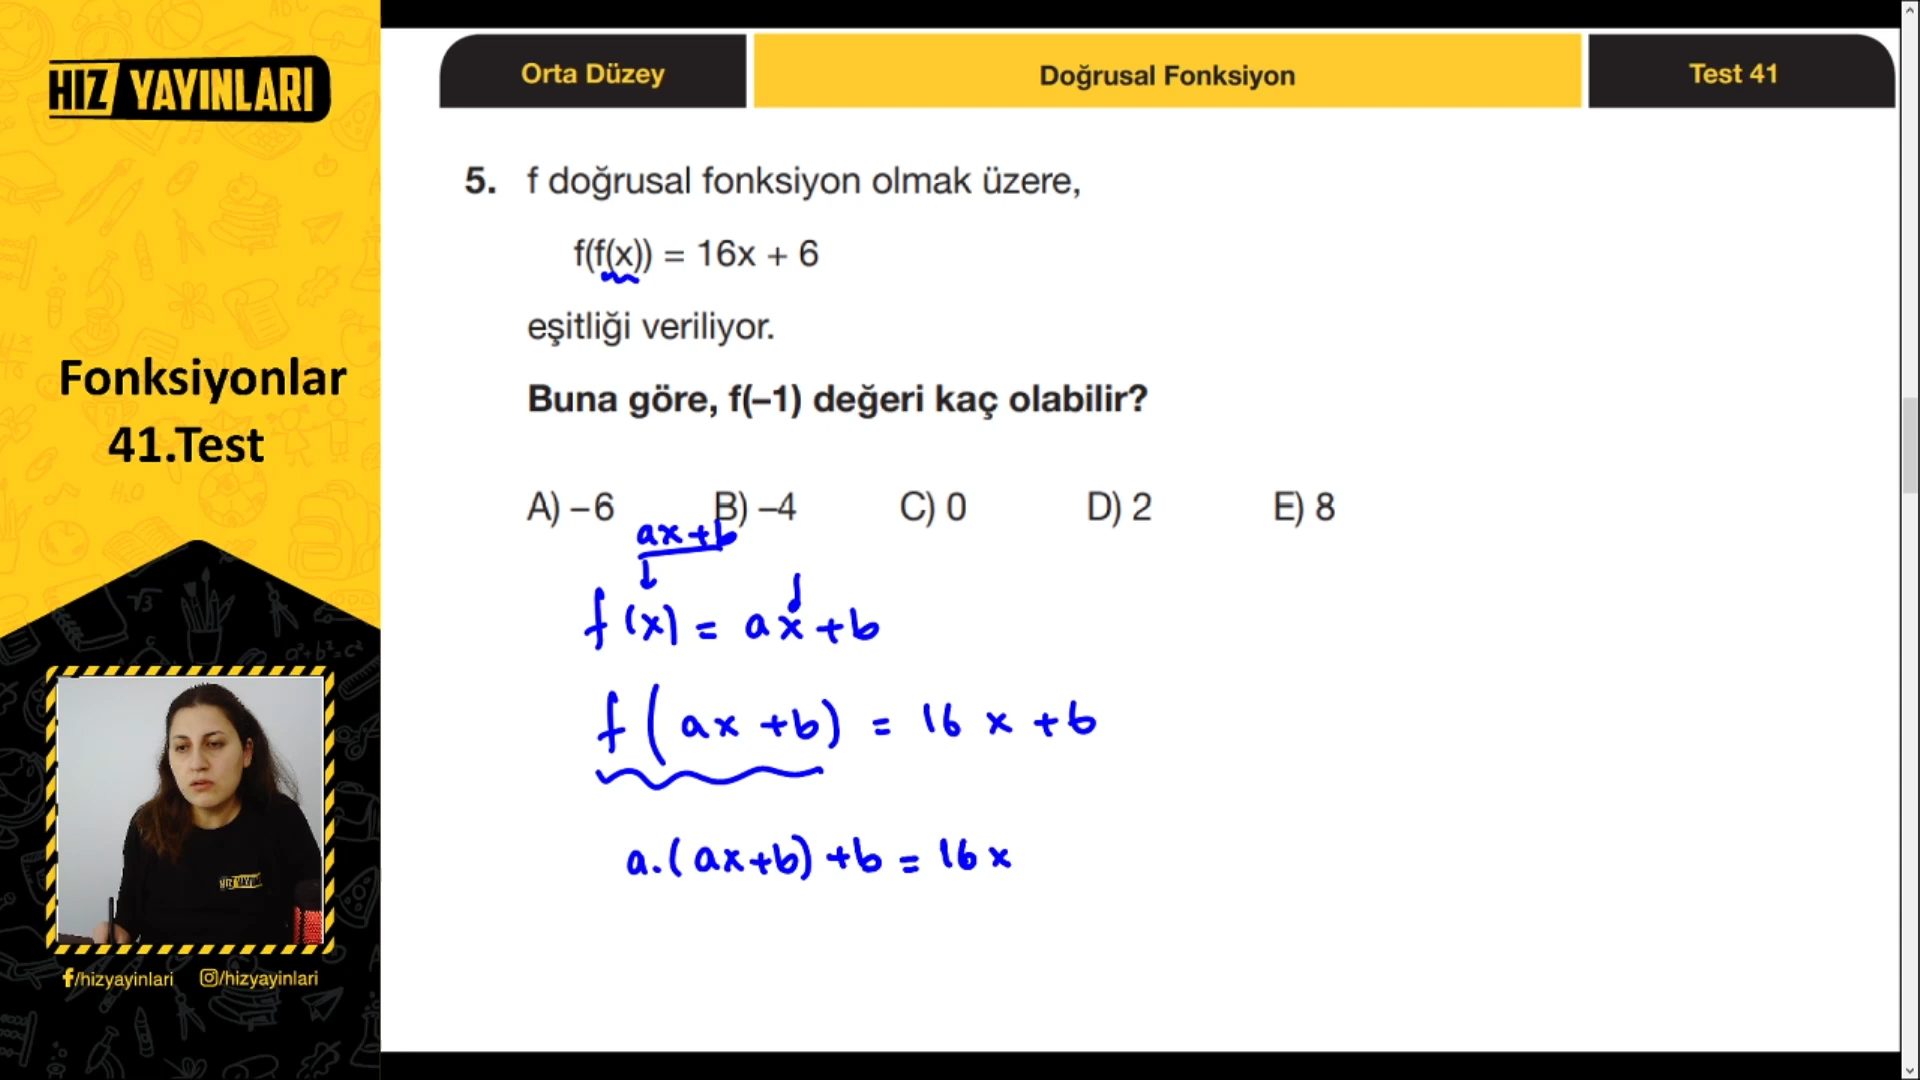 HIZ YAYINLARI
Fonksiyonlar
41.Test
f/hizyayinlari /hizyayinlari
Orta Düzey
Doğrusal Fonksiyon
Test 41
5. f doğrusal fonksiyon olmak üzere,
f(f(x)) = 16x + 6
eşitliği veriliyor.
Buna göre, f(–1) değeri kaç olabilir?
A) –6 B) –4 C) 0 D) 2 E) 8
ax+b
f(x) = ax+b
f(ax+b) = 16x+6
a.(ax+b)+b=16x